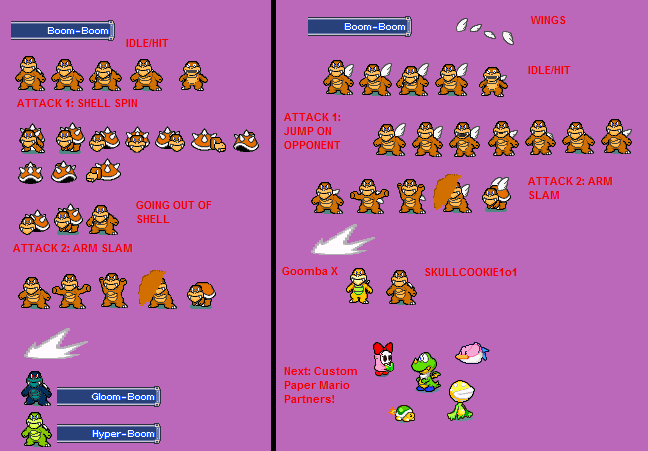 Boom-Boom
IDLE/HIT
ATTACK 1: SHELL SPIN
GOING OUT OF
SHELL
ATTACK 2: ARM SLAM
Gloom-Boom
Hyper-Boom
Boom-Boom
WINGS
IDLE/HIT
ATTACK 1:
JUMP ON
OPPONENT
ATTACK 2: ARM
SLAM
Goomba X
SKULLCOOKIE1o1
Next: Custom
Paper Mario
Partners!